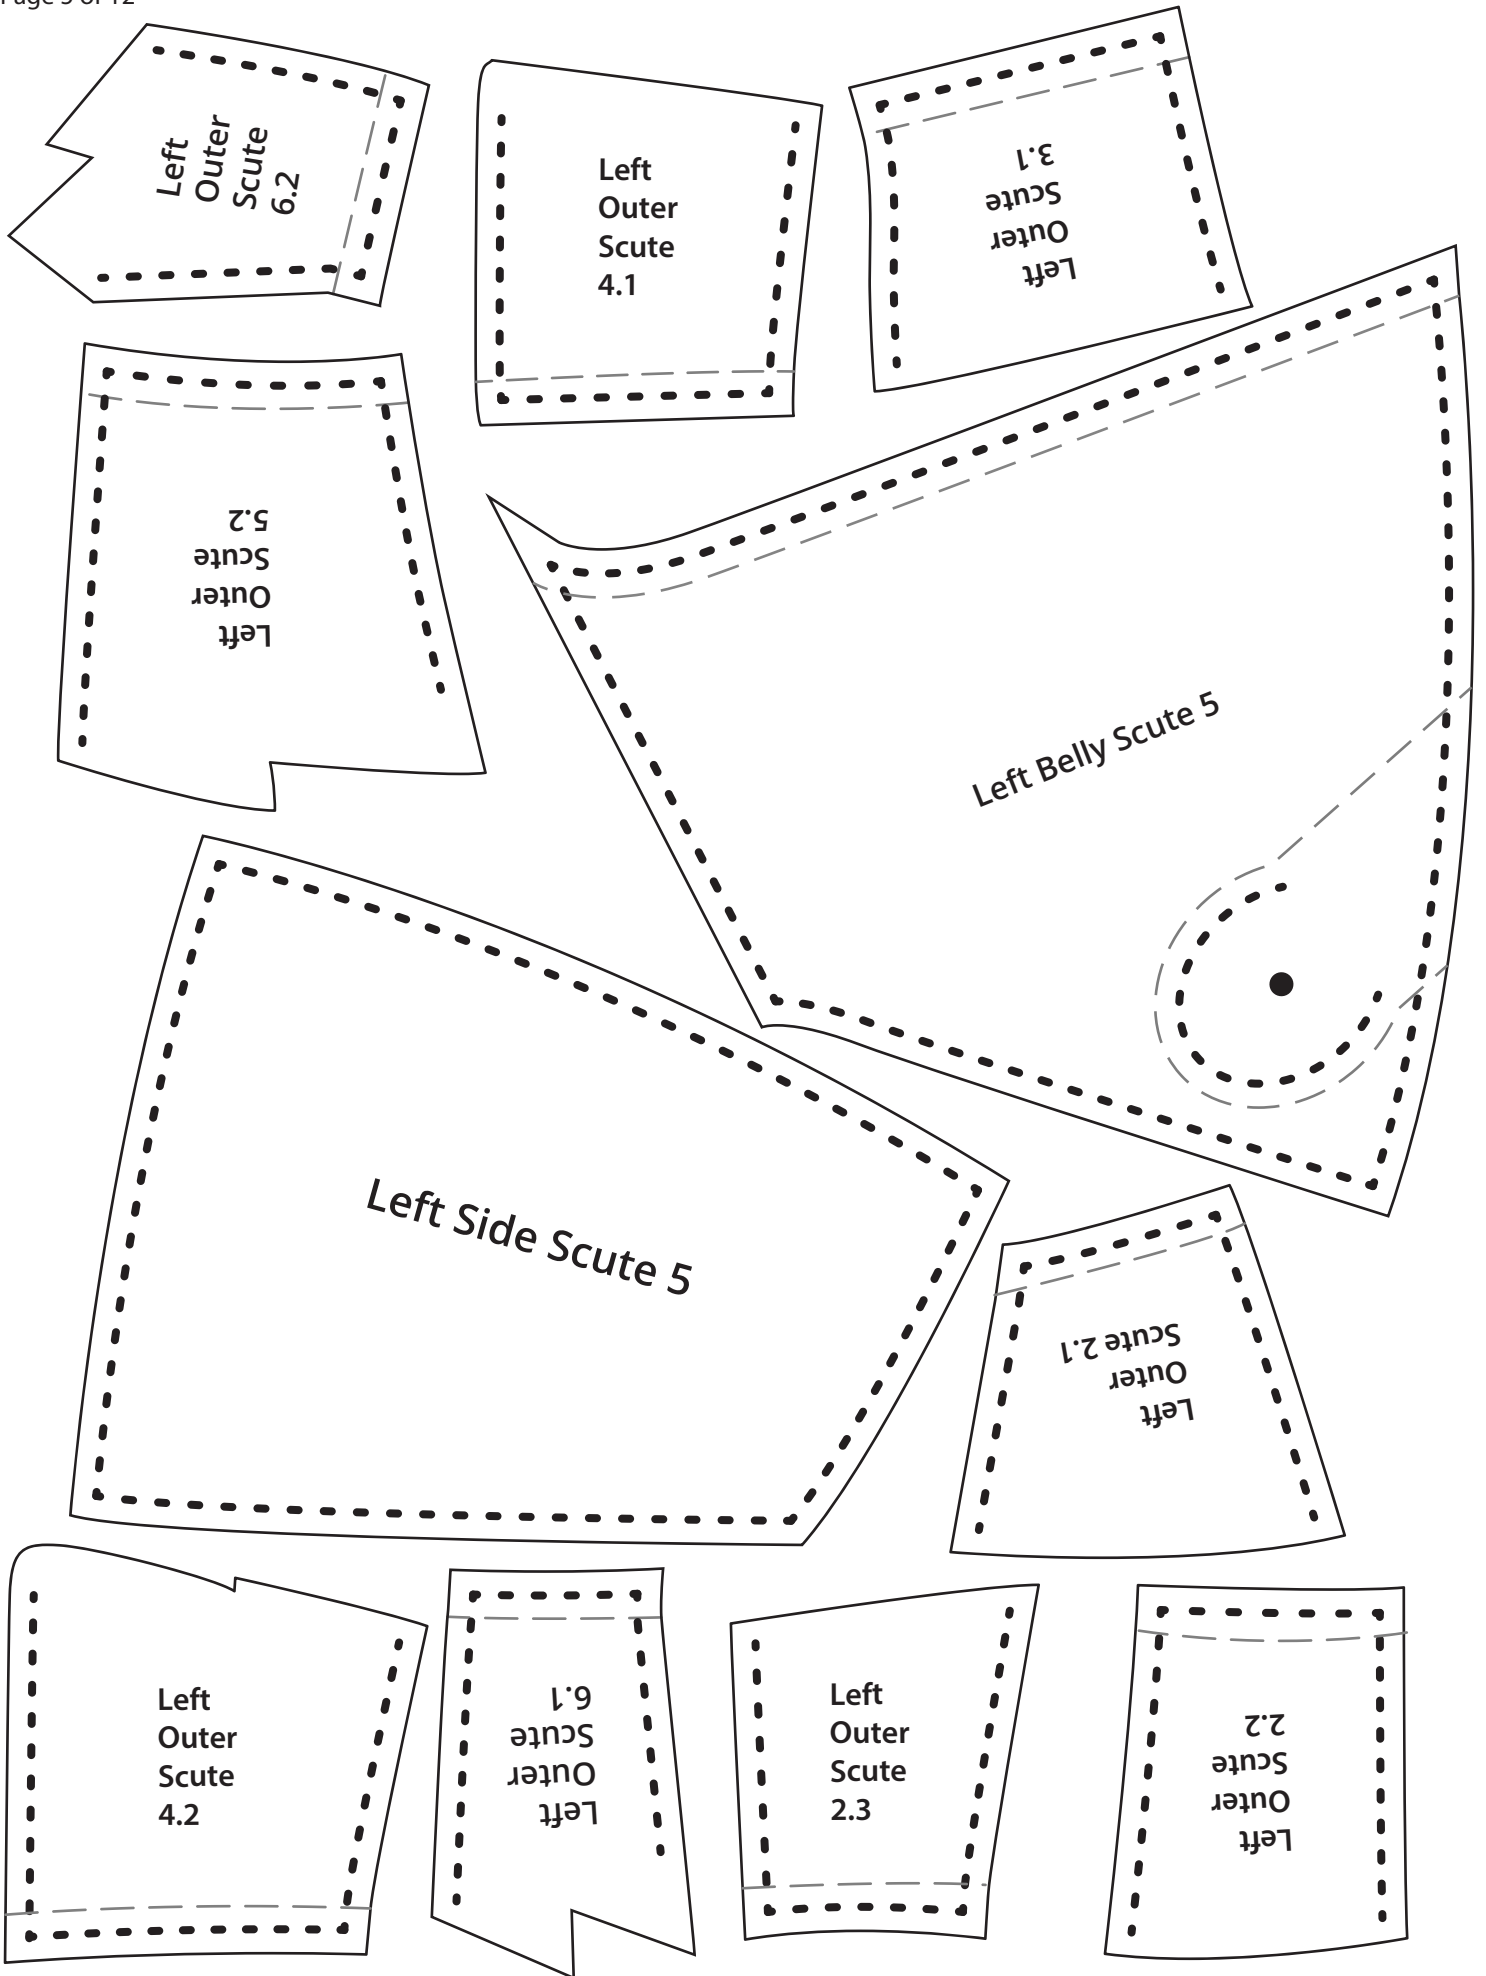 Page 5 of 12
Left
Outer
Scute
6.2
Left
Outer
Scute
4.1
Left
Outer
Scute
3.1
Left
Outer
Scute
5.2
Left Belly Scute 5
Left Side Scute 5
Left
Outer
Scute 2.1
Left
Outer
Scute
4.2
Left
Outer
Scute
6.1
Left
Outer
Scute
2.3
Left
Outer
Scute
2.2